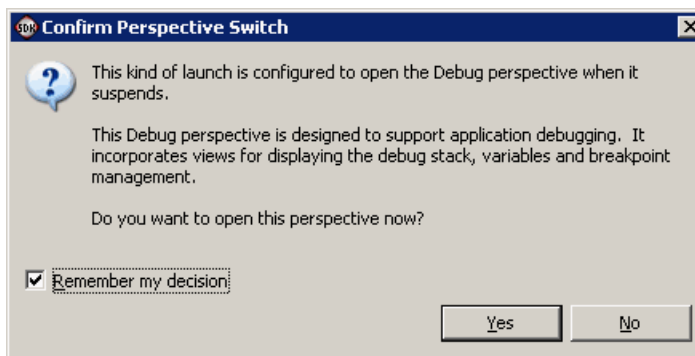 SDK Confirm Perspective Switch
This kind of launch is configured to open the Debug perspective when it
suspends.
This Debug perspective is designed to support application debugging.  It
incorporates views for displaying the debug stack, variables and breakpoint
management.
Do you want to open this perspective now?
Remember my decision
Yes No